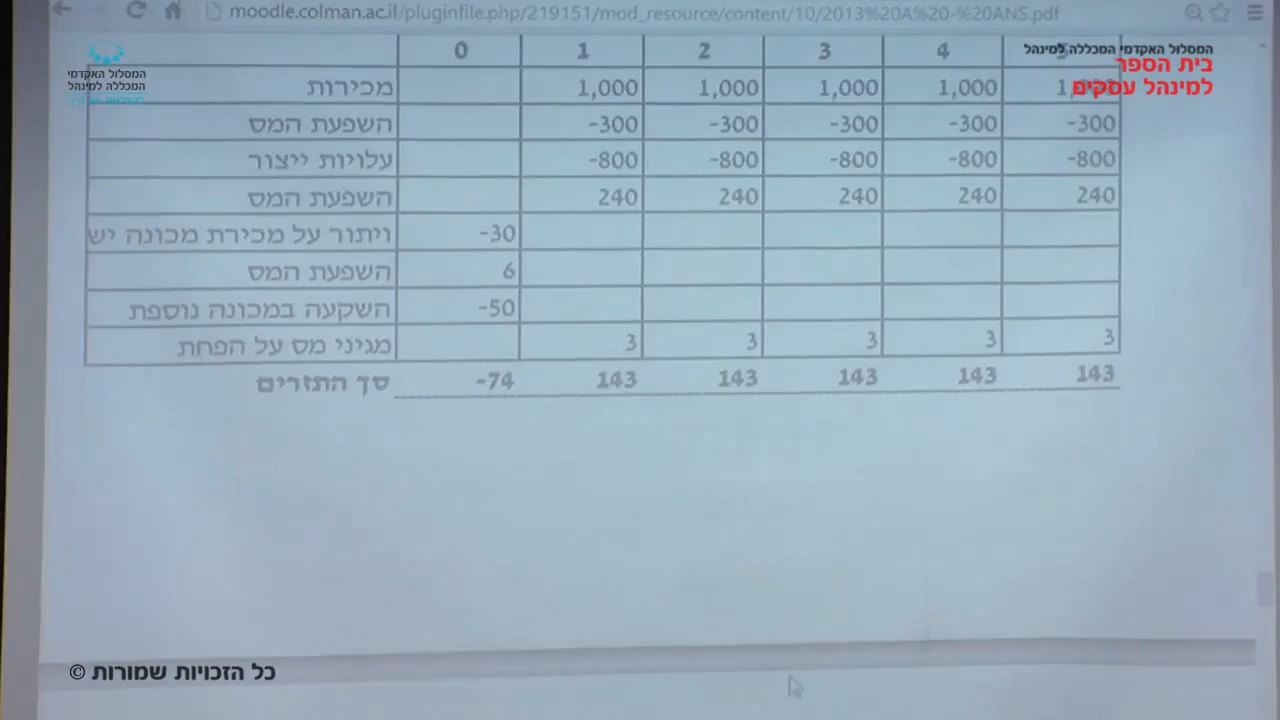 moodle.colman.ac.il/pluginfile.php/219151/mod_resource/content/10/2013%20A%20-%20ANS.pdf
המסלול האקדמי
המכללה למינהל
המסלול האקדמי המכללה למינהל
בית הספר
למינהל עסקים
0 1 2 3 4
מכירות 1,000 1,000 1,000 1,000
השפעת המס -300 -300 -300 -300 -300
עלויות ייצור -800 -800 -800 -800 -800
השפעת המס 240 240 240 240 240
ויתור על מכירת מכונה יש -30
השפעת המס 6
השקעה במכונה נוספת -50
מגיני מס על הפחת 3 3 3 3 3
סך התזרים -74 143 143 143 143 143
כל הזכויות שמורות ©